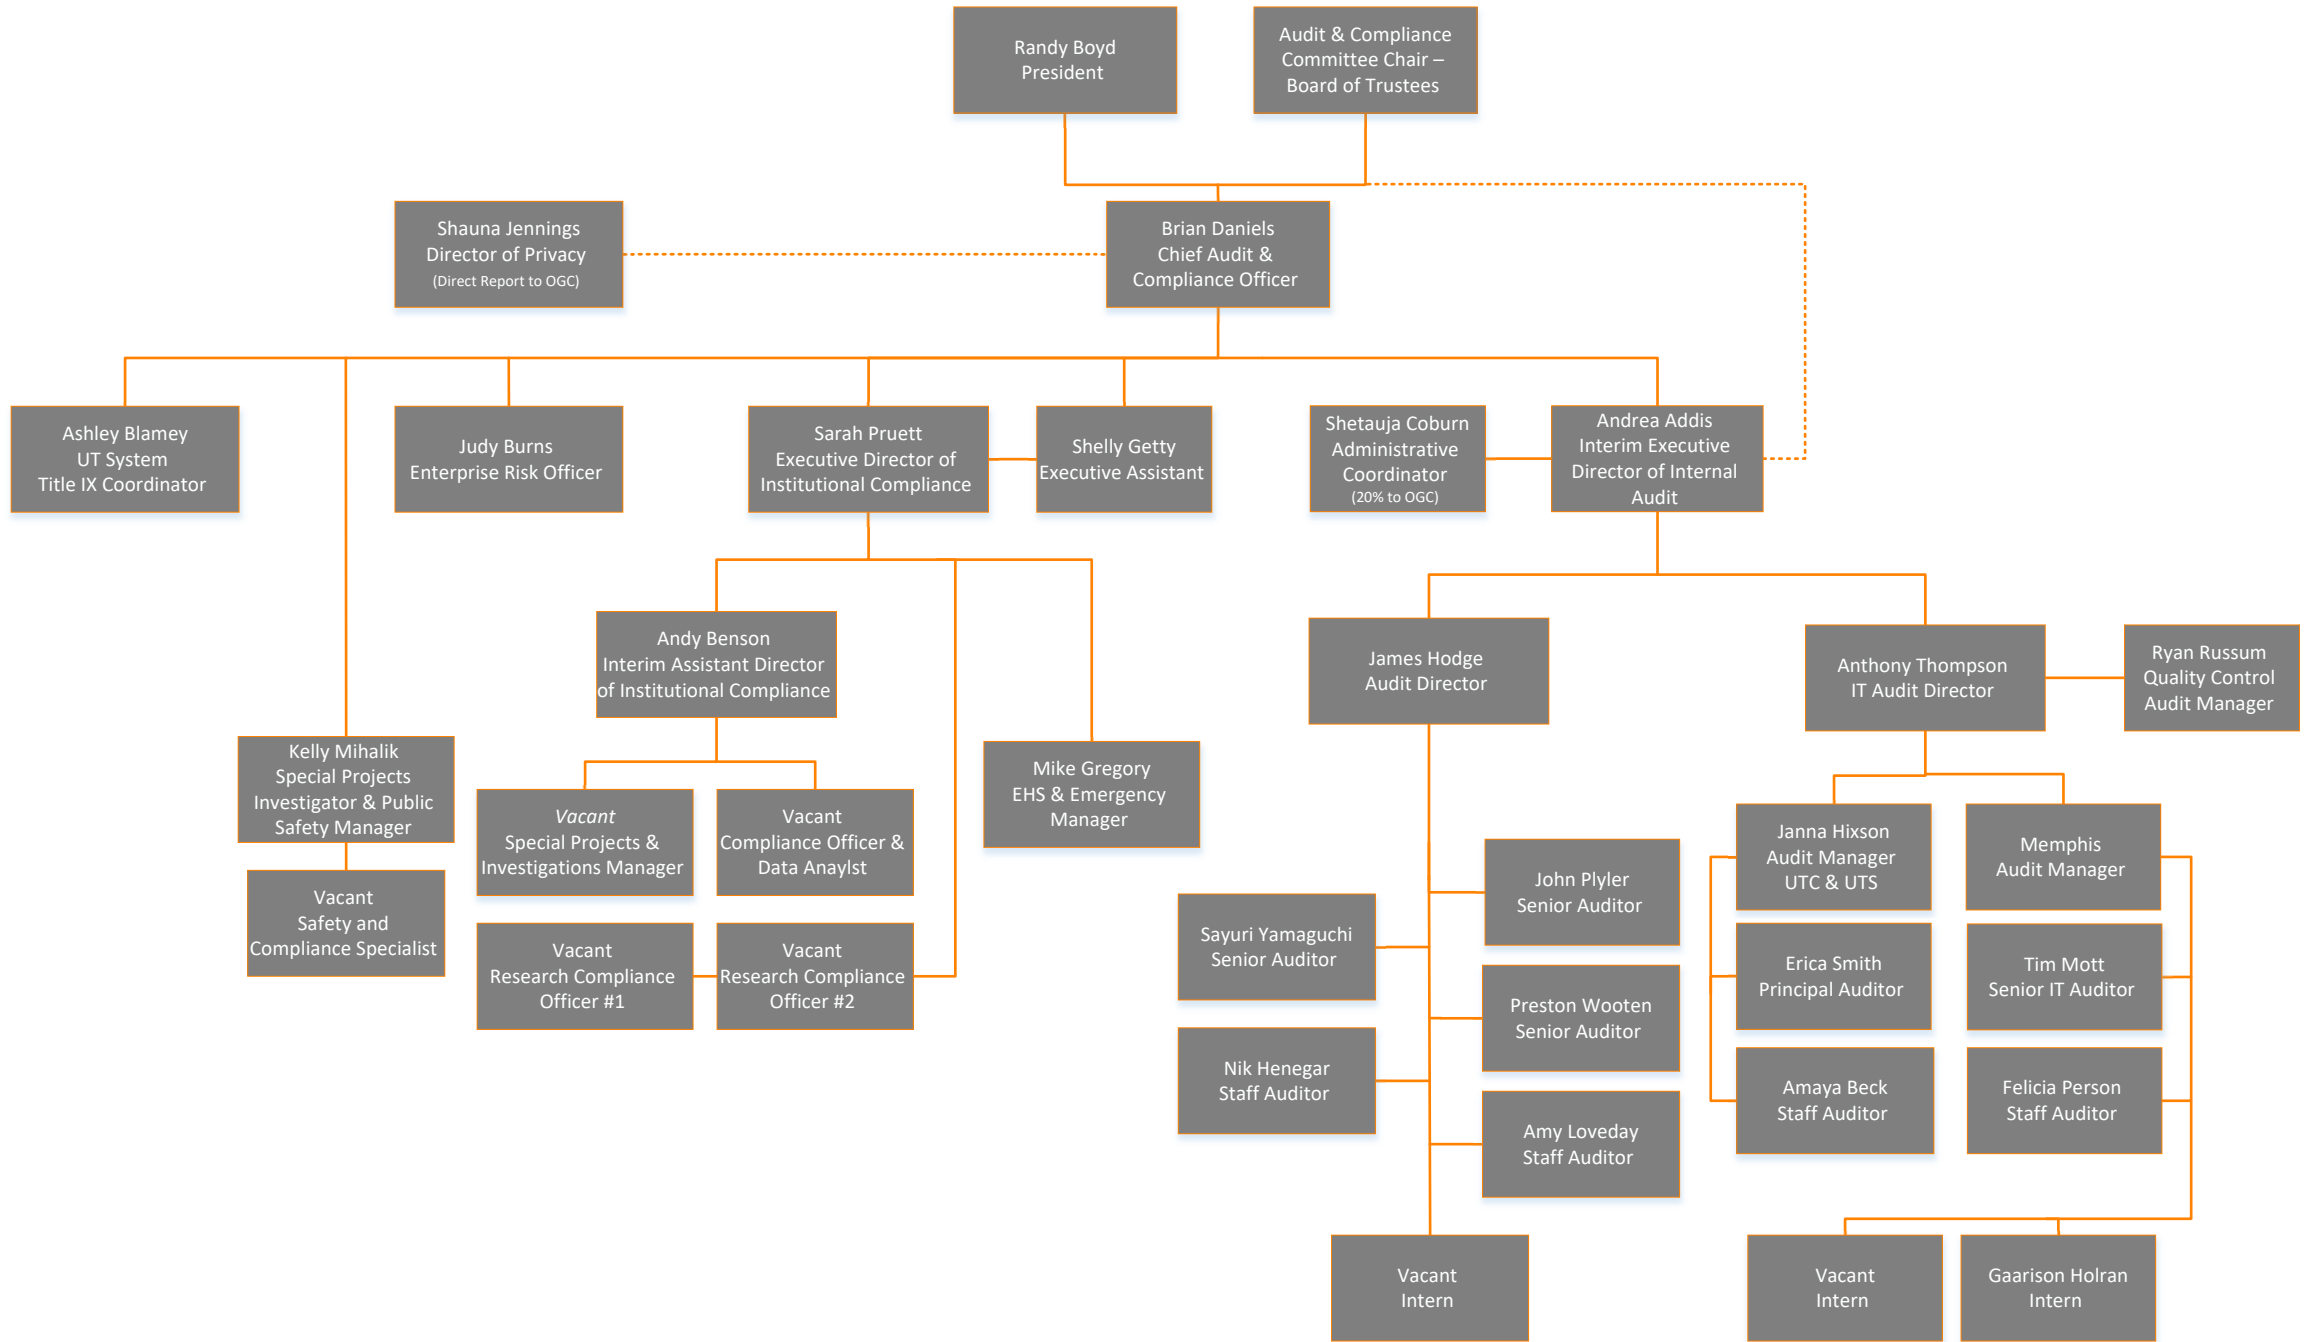 Randy Boyd
President
Audit & Compliance
Committee Chair –
Board of Trustees
Shauna Jennings
Director of Privacy
(Direct Report to OGC)
Brian Daniels
Chief Audit &
Compliance Officer
Ashley Blamey
UT System
Title IX Coordinator
Judy Burns
Enterprise Risk Officer
Sarah Pruett
Executive Director of
Institutional Compliance
Shelly Getty
Executive Assistant
Shetauja Coburn
Administrative
Coordinator
(20% to OGC)
Andrea Addis
Interim Executive
Director of Internal
Audit
Andy Benson
Interim Assistant Director
of Institutional Compliance
James Hodge
Audit Director
Anthony Thompson
IT Audit Director
Ryan Russum
Quality Control
Audit Manager
Kelly Mihalik
Special Projects
Investigator & Public
Safety Manager
Mike Gregory
EHS & Emergency
Manager
Vacant
Special Projects &
Investigations Manager
Vacant
Compliance Officer &
Data Anaylst
Janna Hixson
Audit Manager
UTC & UTS
Memphis
Audit Manager
Vacant
Safety and
Compliance Specialist
John Plyler
Senior Auditor
Sayuri Yamaguchi
Senior Auditor
Vacant
Research Compliance
Officer #1
Vacant
Research Compliance
Officer #2
Erica Smith
Principal Auditor
Tim Mott
Senior IT Auditor
Preston Wooten
Senior Auditor
Nik Henegar
Staff Auditor
Amaya Beck
Staff Auditor
Felicia Person
Staff Auditor
Amy Loveday
Staff Auditor
Vacant
Intern
Vacant
Intern
Gaarison Holran
Intern